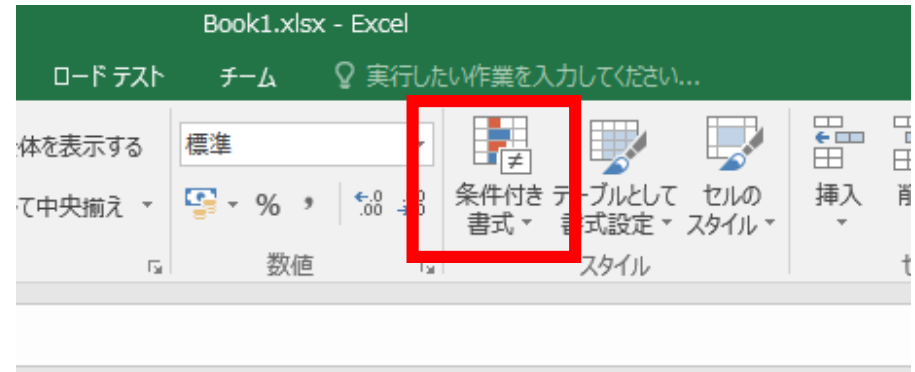 Book1.xlsx - Excel
ロード テスト チーム 実行したい作業を入力してください...
体を表示する 標準
て中央揃え % , .00
条件付き書式 テーブルとして書式設定 セルのスタイル 挿入
数値 スタイル